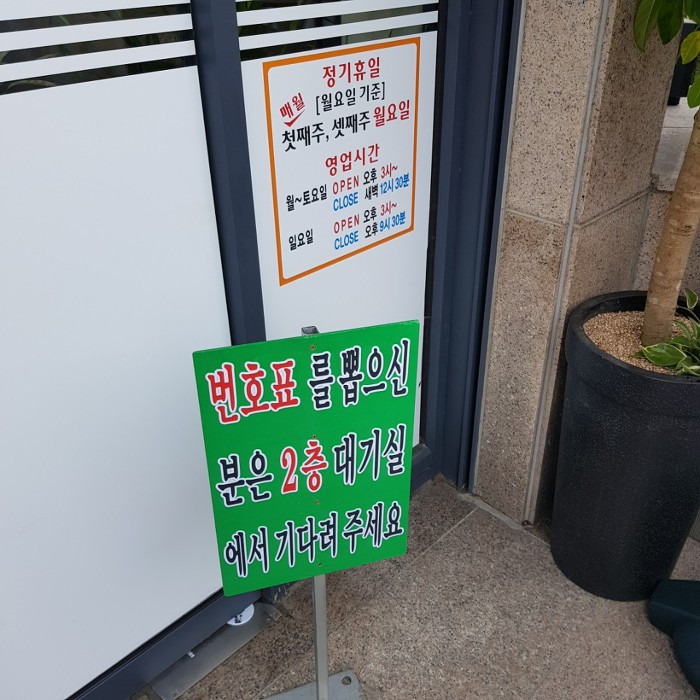 정기휴일
매월 [월요일 기준]
첫째주, 셋째주 월요일
영업시간
월~토요일 OPEN 오후 3시~
CLOSE 새벽 12시 30분
일요일 OPEN 오후 3시~
CLOSE 오후 9시 30분
번호표를 뽑으신
분은 2층 대기실
에서 기다려 주세요